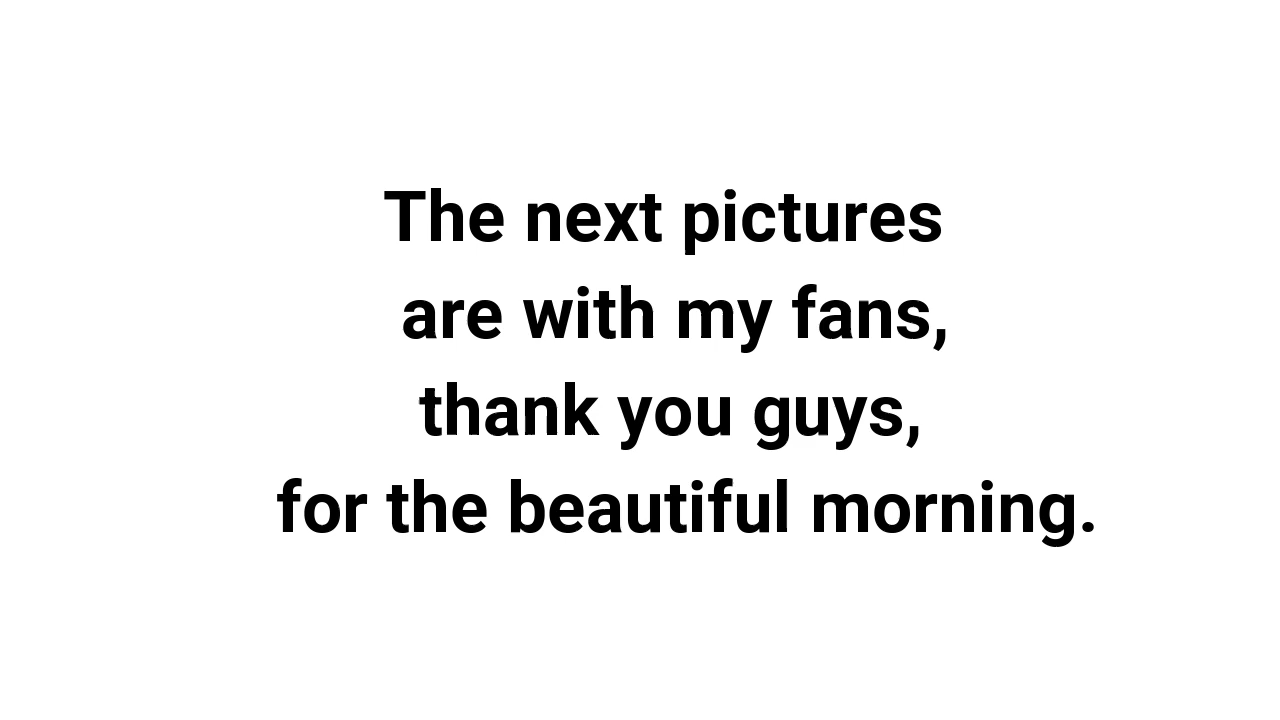 The next pictures
are with my fans,
thank you guys,
for the beautiful morning.